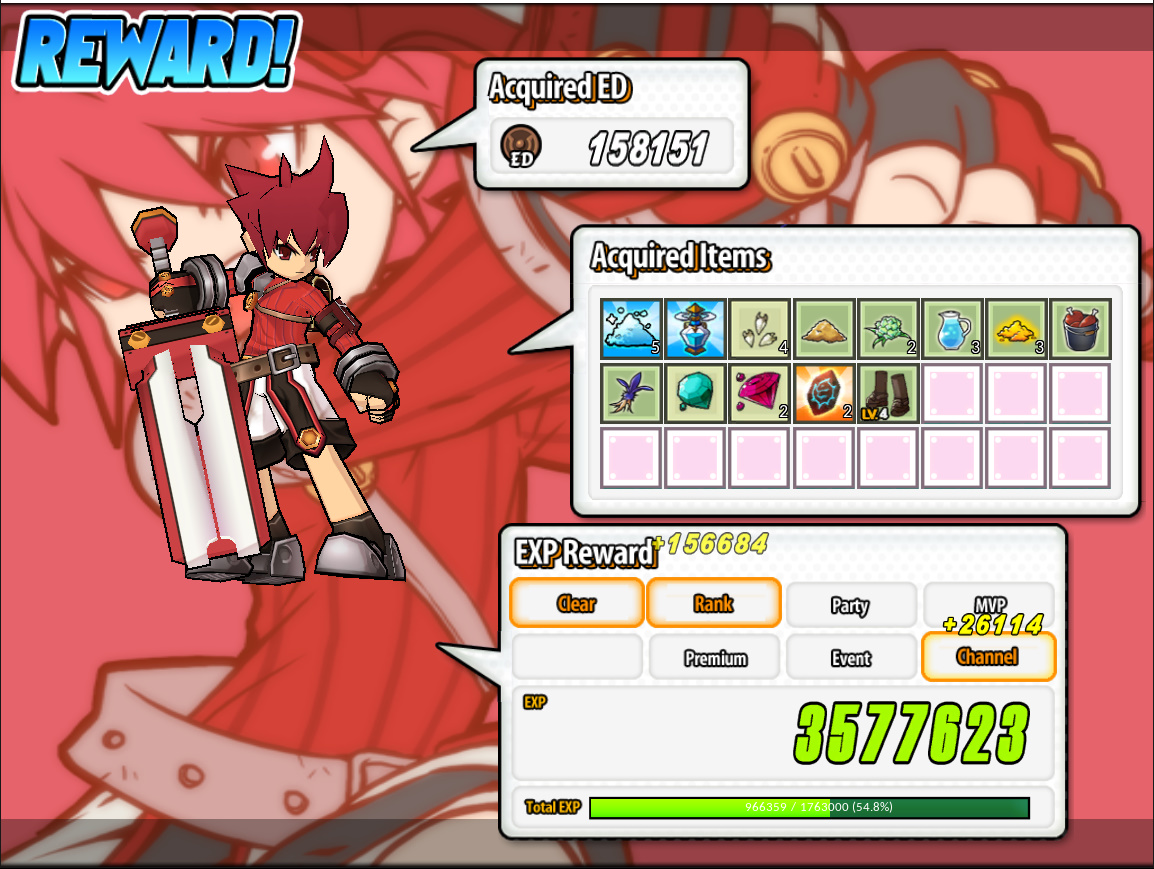 REWARD!
Acquired ED
ED
158151
Acquired Items
5
4
2
3
3
2
2
LV.4
EXP Reward
+156684
Clear
Rank
Party
MVP
+26114
Premium
Event
Channel
EXP
3577623
Total EXP
966359 / 1763000 (54.8%)